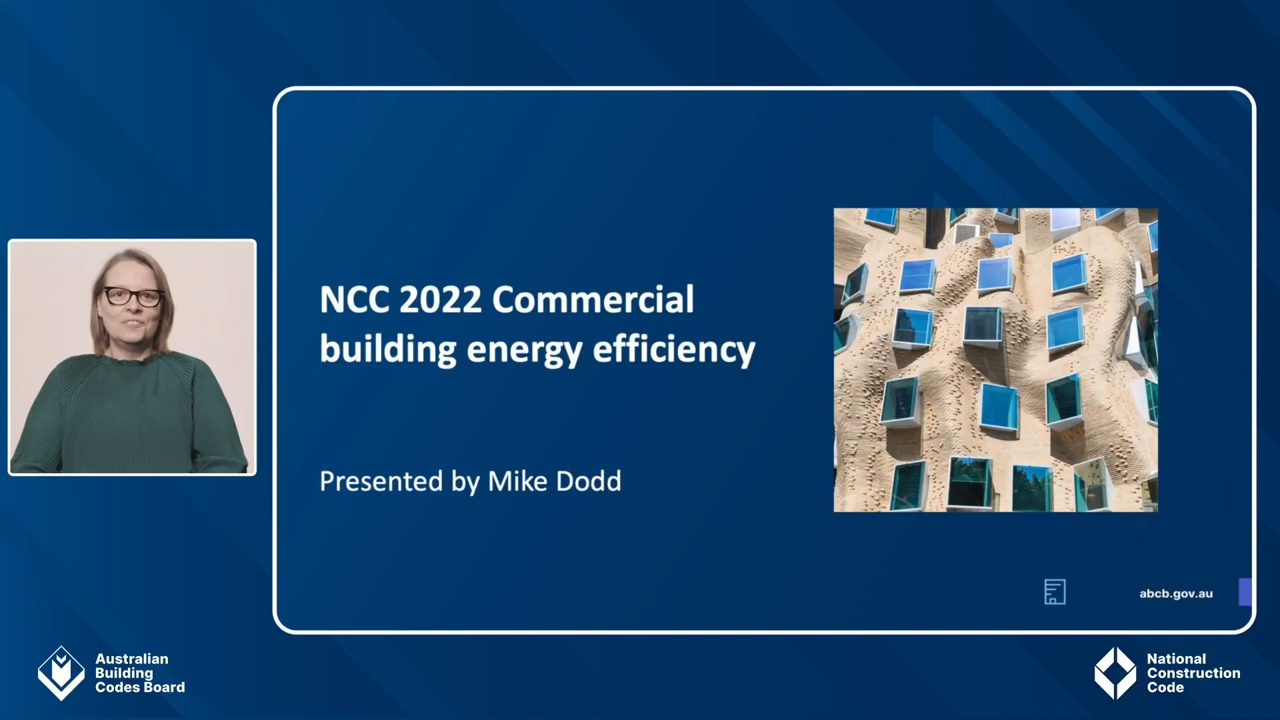 NCC 2022 Commercial
building energy efficiency
Presented by Mike Dodd
abcb.gov.au
Australian
Building
Codes Board
National
Construction
Code